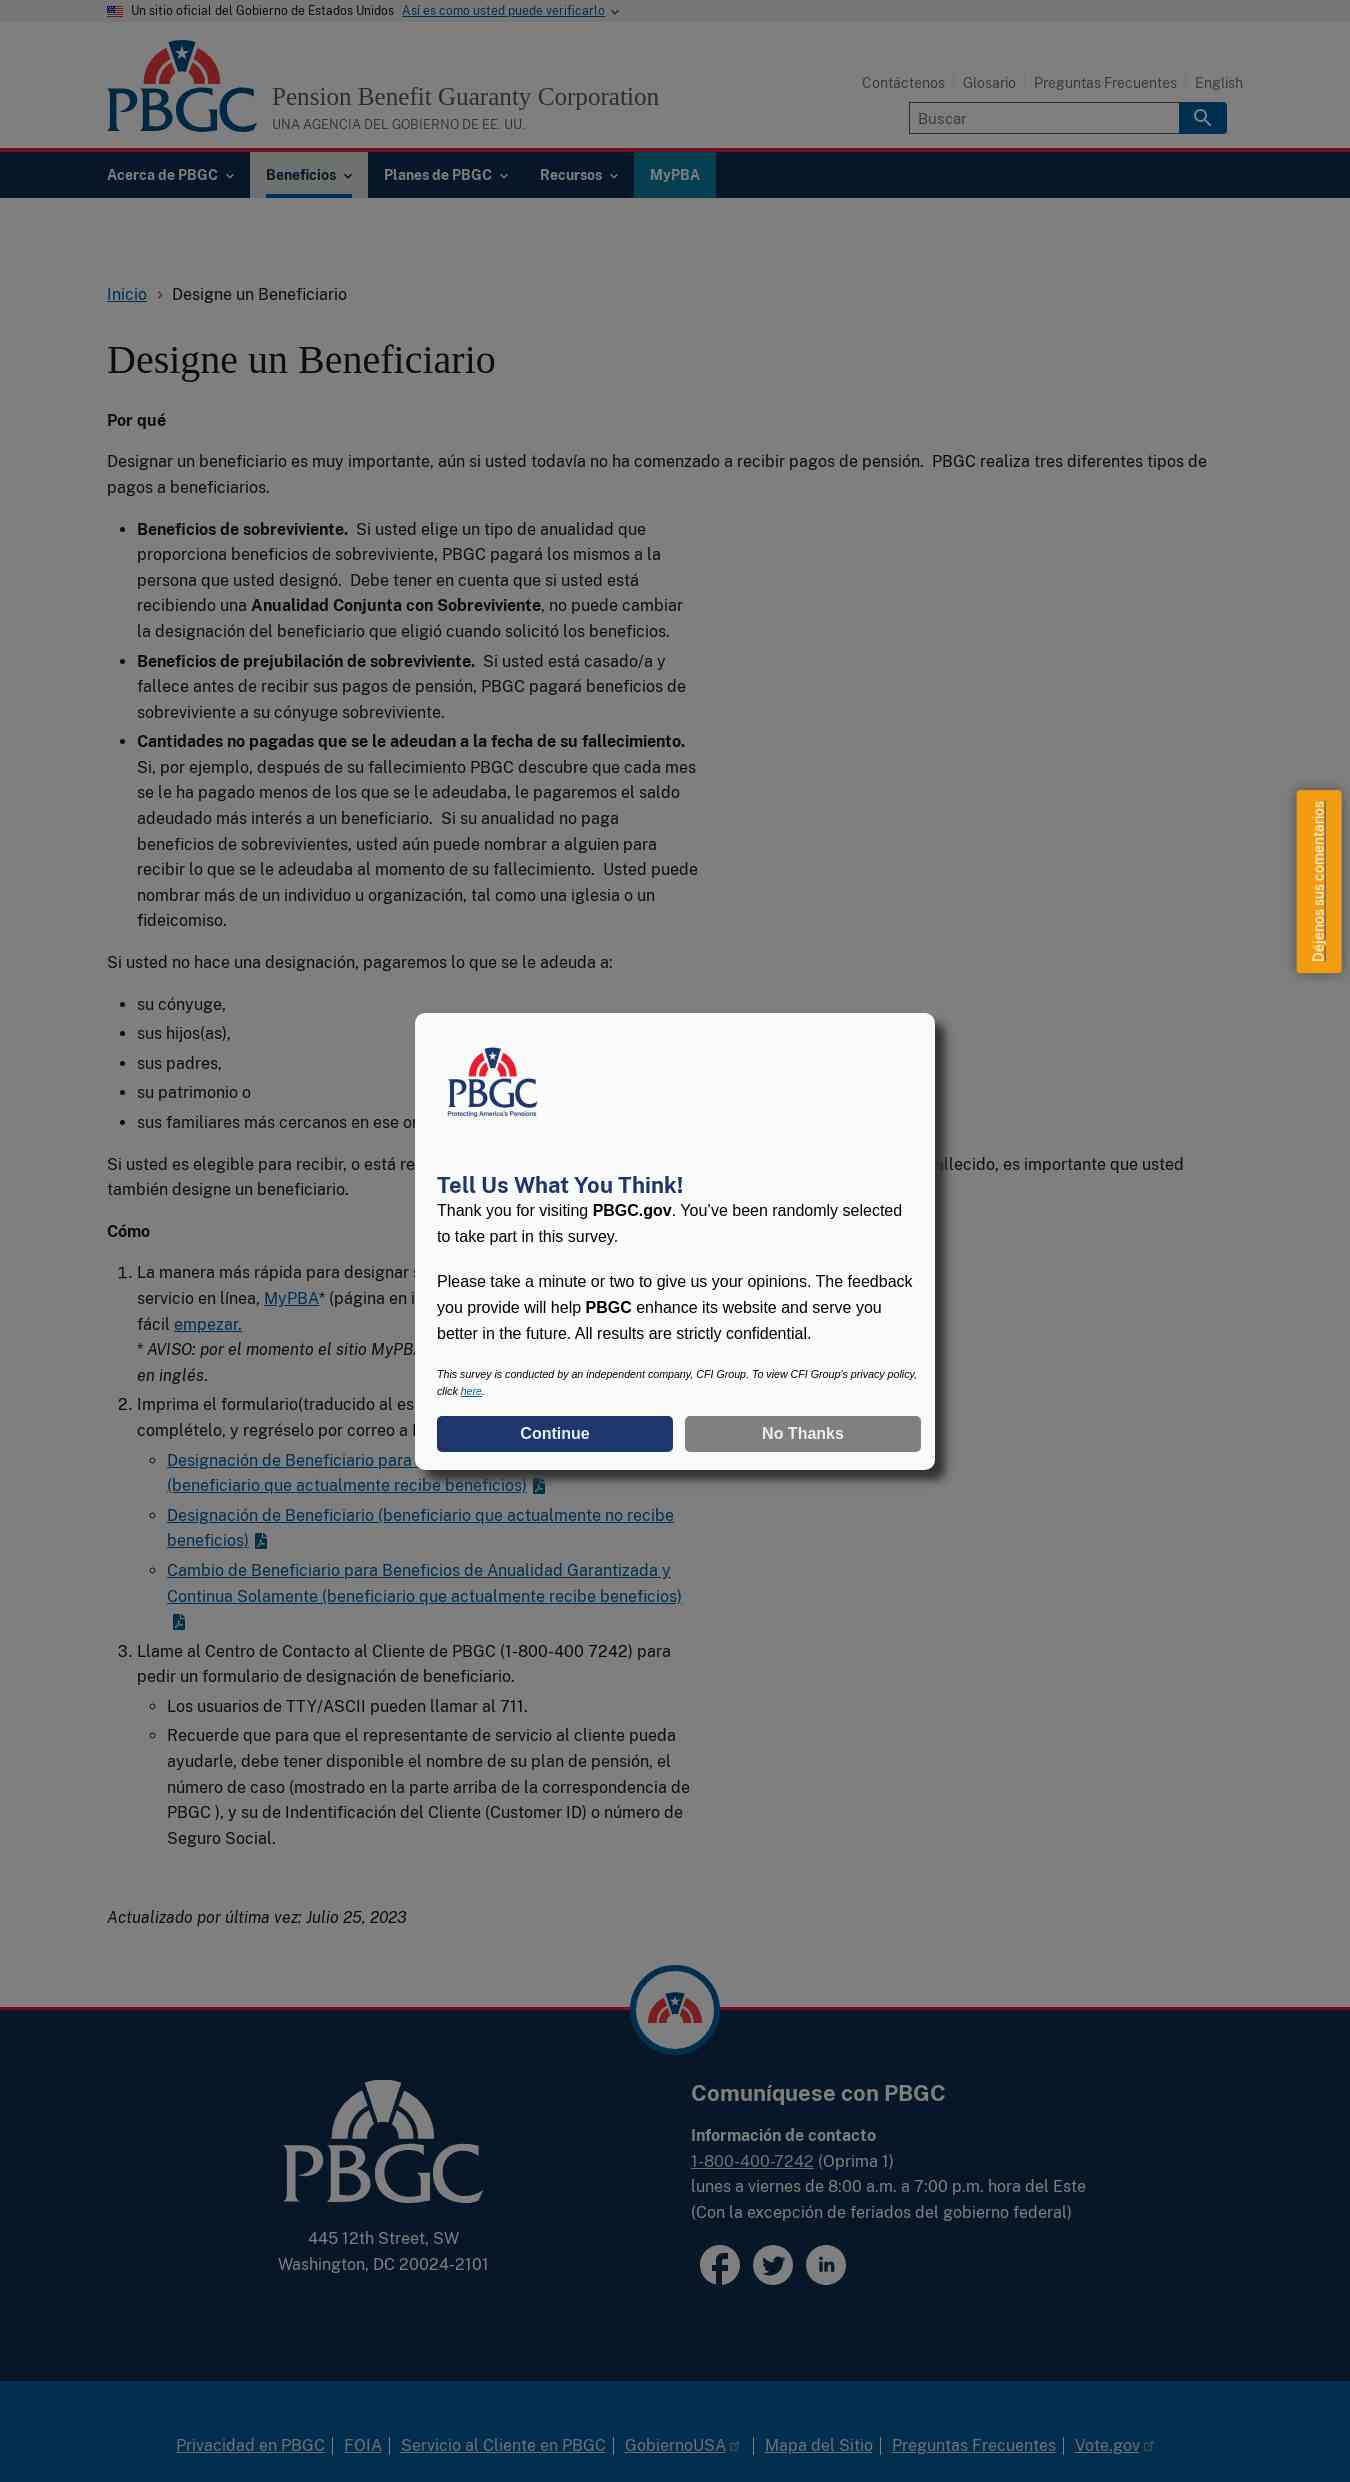 Un sitio oficial del Gobierno de Estados Unidos Así es como usted puede verificarlo
PBGC
Pension Benefit Guaranty Corporation
UNA AGENCIA DEL GOBIERNO DE EE. UU.
Contáctenos Glosario Preguntas Frecuentes English
Buscar
Acerca de PBGC Beneficios Planes de PBGC Recursos MyPBA
Inicio Designe un Beneficiario
Designe un Beneficiario
Por qué
Designar un beneficiario es muy importante, aún si usted todavía no ha comenzado a recibir pagos de pensión. PBGC realiza tres diferentes tipos de
pagos a beneficiarios.
• Beneficios de sobreviviente. Si usted elige un tipo de anualidad que
proporciona beneficios de sobreviviente, PBGC pagará los mismos a la
persona que usted designó. Debe tener en cuenta que si usted está
recibiendo una Anualidad Conjunta con Sobreviviente, no puede cambiar
la designación del beneficiario que eligió cuando solicitó los beneficios.
• Beneficios de prejubilación de sobreviviente. Si usted está casado/a y
fallece antes de recibir sus pagos de pensión, PBGC pagará beneficios de
sobreviviente a su cónyuge sobreviviente.
• Cantidades no pagadas que se le adeudan a la fecha de su fallecimiento.
Si, por ejemplo, después de su fallecimiento PBGC descubre que cada mes
se le ha pagado menos de los que se le adeudaba, le pagaremos el saldo
adeudado más interés a un beneficiario. Si su anualidad no paga
beneficios de sobrevivientes, usted aún puede nombrar a alguien para
recibir lo que se le adeudaba al momento de su fallecimiento. Usted puede
nombrar más de un individuo u organización, tal como una iglesia o un
fideicomiso.
Déjenos sus comentarios
Si usted no hace una designación, pagaremos lo que se le adeuda a:
• su cónyuge,
• sus hijos(as),
• sus padres,
• su patrimonio o
• sus familiares más cercanos en ese
Si usted es elegible para recibir, o está es importante que usted
también designe un beneficiario.
Cómo
1. La manera más rápida para designar
servicio en línea, MyPBA* (página en
fácil empezar.
* AVISO: por el momento el sitio
en inglés.
2. Imprima el formulario(traducido al
complételo, y regréselo por correo a
◦ Designación de Beneficiario para
(beneficiario que actualmente recibe beneficios)
◦ Designación de Beneficiario (beneficiario que actualmente no recibe
beneficios)
◦ Cambio de Beneficiario para Beneficios de Anualidad Garantizada y
Continua Solamente (beneficiario que actualmente recibe beneficios)
3. Llame al Centro de Contacto al Cliente de PBGC (1-800-400 7242) para
pedir un formulario de designación de beneficiario.
◦ Los usuarios de TTY/ASCII pueden llamar al 711.
◦ Recuerde que para que el representante de servicio al cliente pueda
ayudarle, debe tener disponible el nombre de su plan de pensión, el
número de caso (mostrado en la parte arriba de la correspondencia de
PBGC ), y su de Indentificación del Cliente (Customer ID) o número de
Seguro Social.
PBGC
Protecting America's Pensions
Tell Us What You Think!
Thank you for visiting PBGC.gov. You've been randomly selected
to take part in this survey.
Please take a minute or two to give us your opinions. The feedback
you provide will help PBGC enhance its website and serve you
better in the future. All results are strictly confidential.
This survey is conducted by an independent company, CFI Group. To view CFI Group's privacy policy,
click here.
Continue No Thanks
Actualizado por última vez: Julio 25, 2023
PBGC
445 12th Street, SW
Washington, DC 20024-2101
Comuníquese con PBGC
Información de contacto
1-800-400-7242 (Oprima 1)
lunes a viernes de 8:00 a.m. a 7:00 p.m. hora del Este
(Con la excepción de feriados del gobierno federal)
in
Privacidad en PBGC FOIA Servicio al Cliente en PBGC GobiernoUSA Mapa del Sitio Preguntas Frecuentes Vote.gov